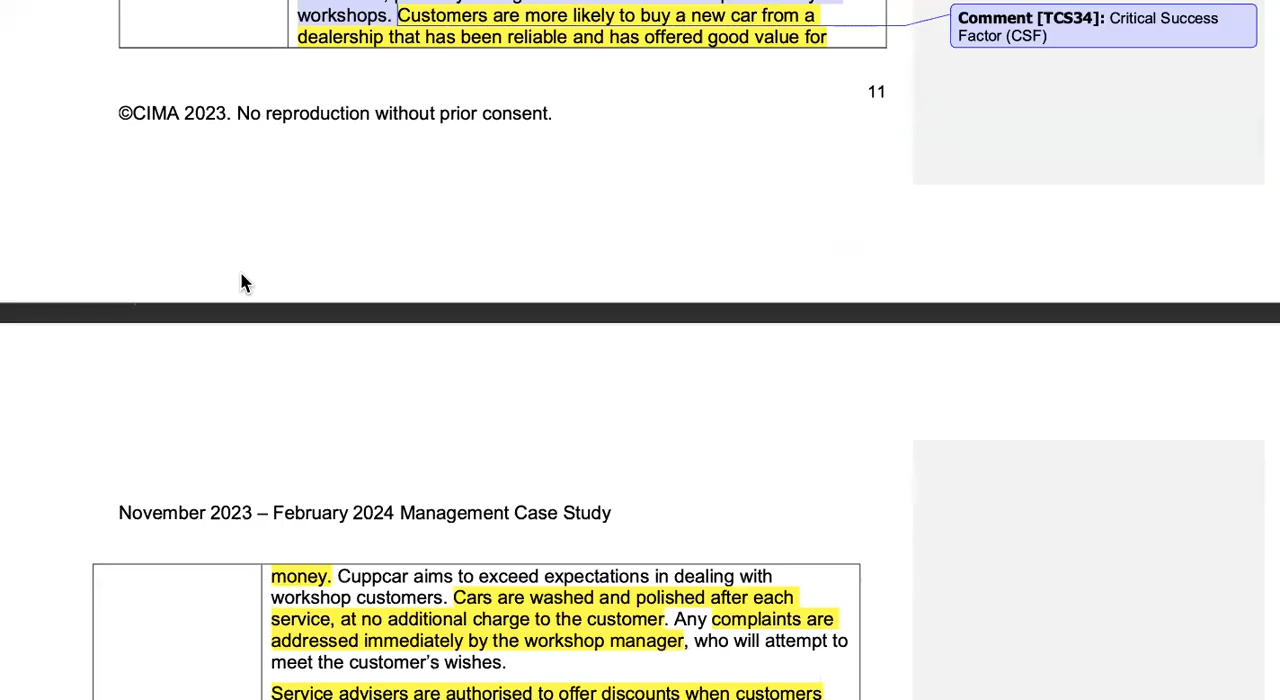 workshops. Customers are more likely to buy a new car from a
dealership that has been reliable and has offered good value for
Comment [TCS34]: Critical Success
Factor (CSF)
11
©CIMA 2023. No reproduction without prior consent.
November 2023 – February 2024 Management Case Study
money. Cuppcar aims to exceed expectations in dealing with
workshop customers. Cars are washed and polished after each
service, at no additional charge to the customer. Any complaints are
addressed immediately by the workshop manager, who will attempt to
meet the customer’s wishes.
Service advisers are authorised to offer discounts when customers